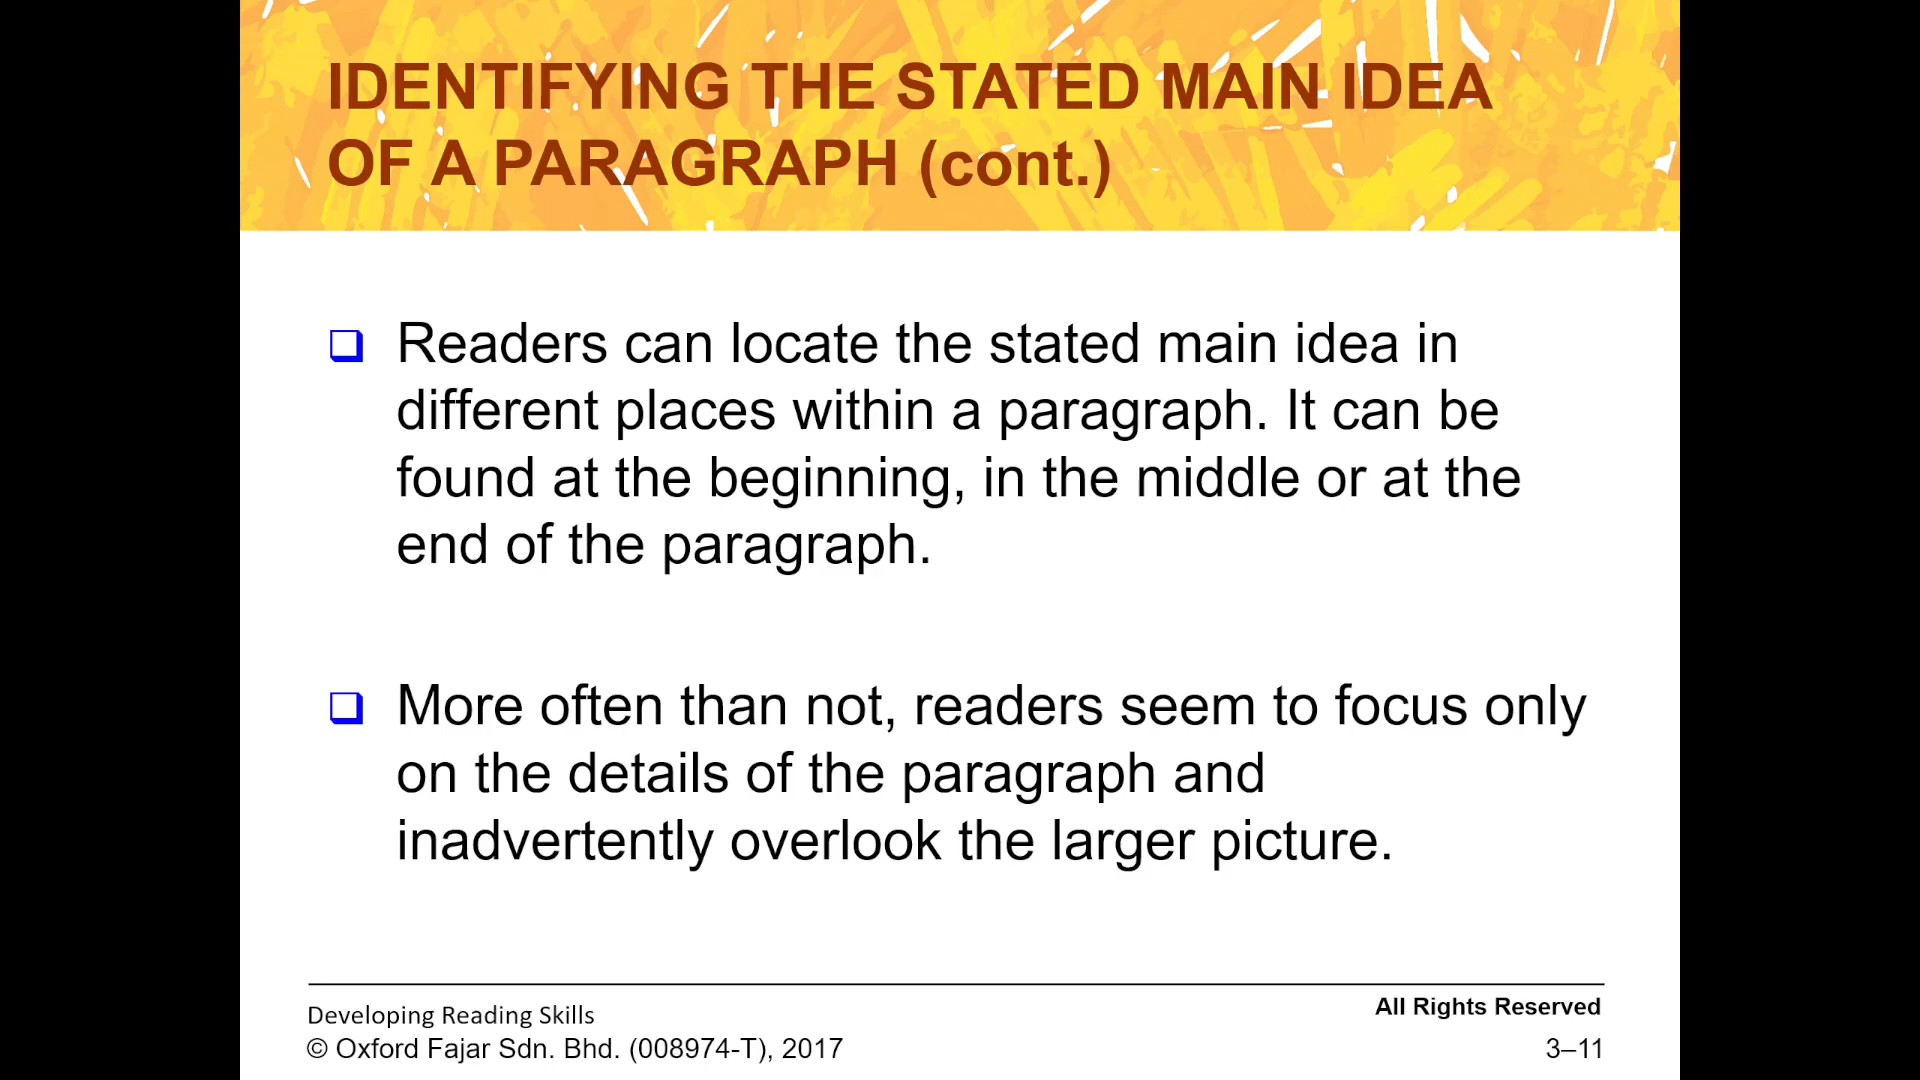 IDENTIFYING THE STATED MAIN IDEA
OF A PARAGRAPH (cont.)
Readers can locate the stated main idea in
different places within a paragraph. It can be
found at the beginning, in the middle or at the
end of the paragraph.
More often than not, readers seem to focus only
on the details of the paragraph and
inadvertently overlook the larger picture.
Developing Reading Skills
© Oxford Fajar Sdn. Bhd. (008974-T), 2017
All Rights Reserved
3–11